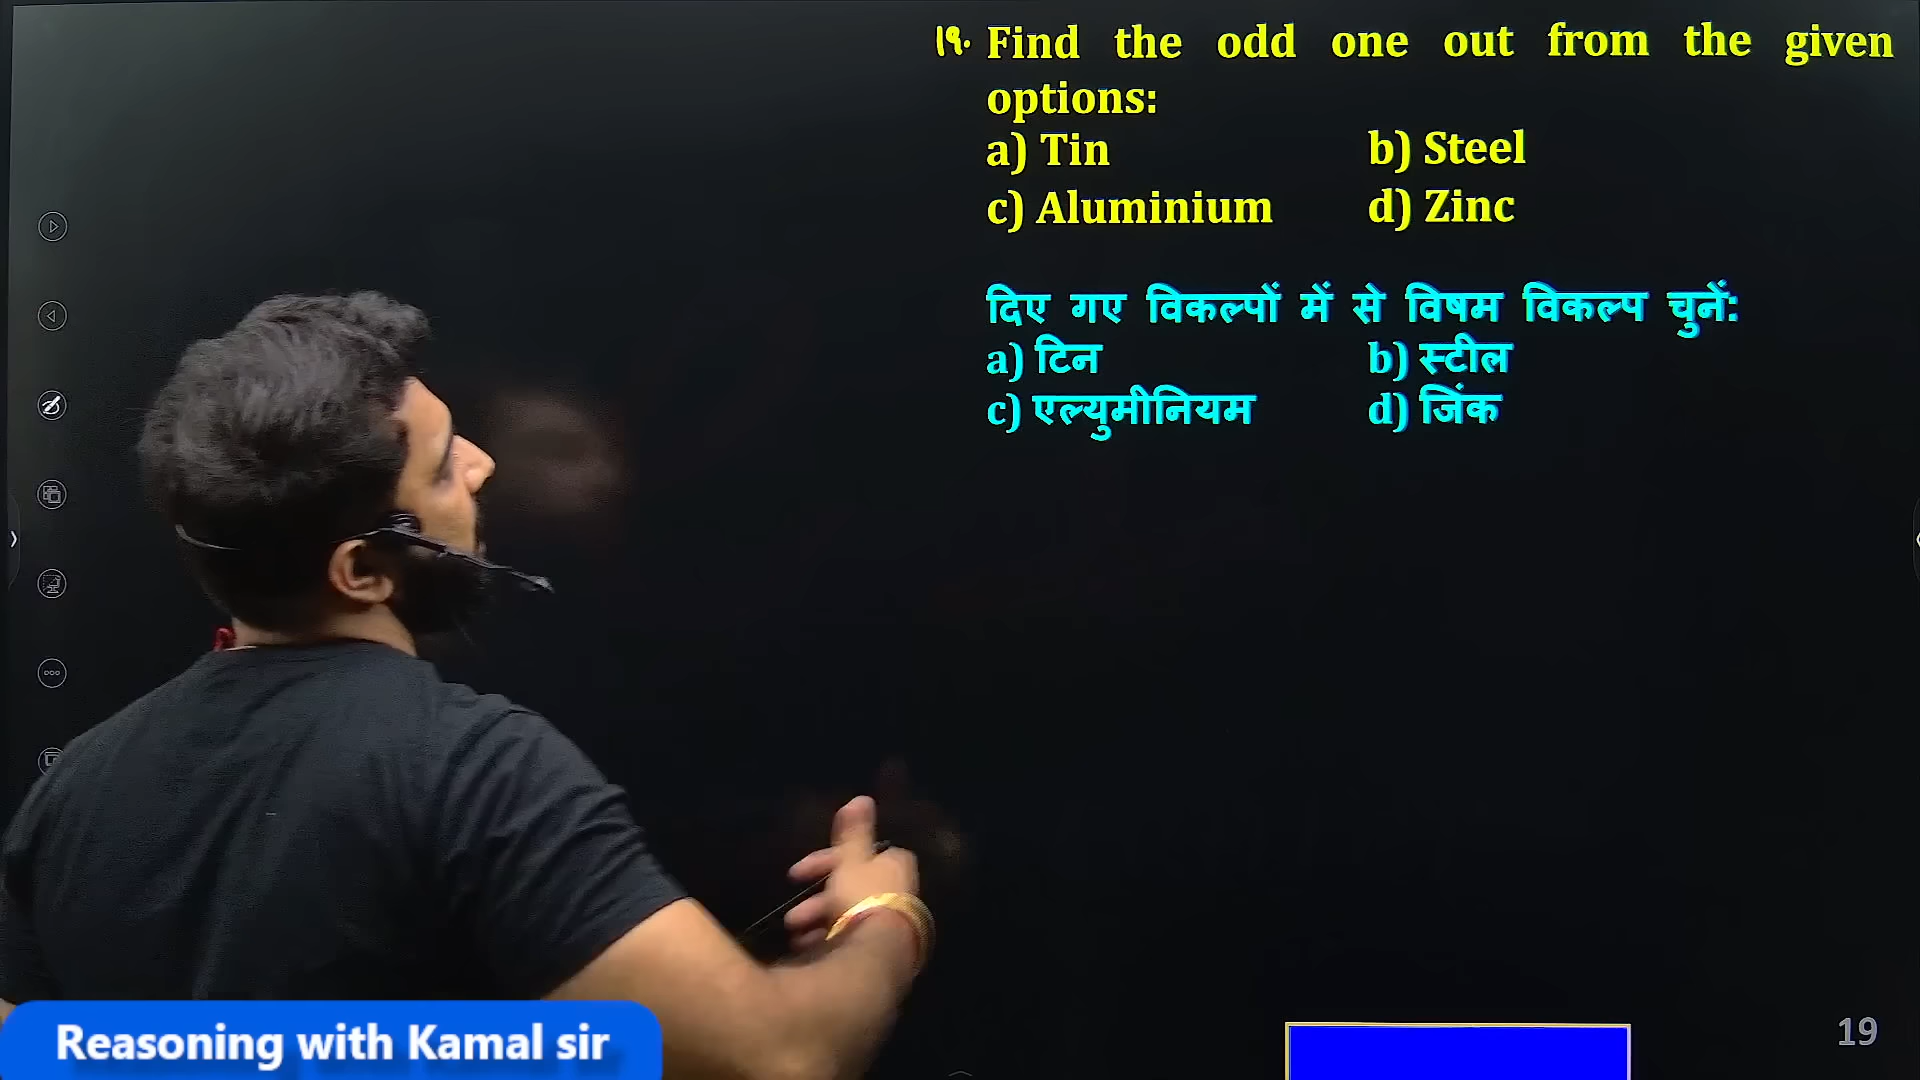 १९. Find the odd one out from the given
options:
a) Tin b) Steel
c) Aluminium d) Zinc
दिए गए विकल्पों में से विषम विकल्प चुनें:
a) टिन b) स्टील
c) एल्युमीनियम d) जिंक
Reasoning with Kamal sir
19